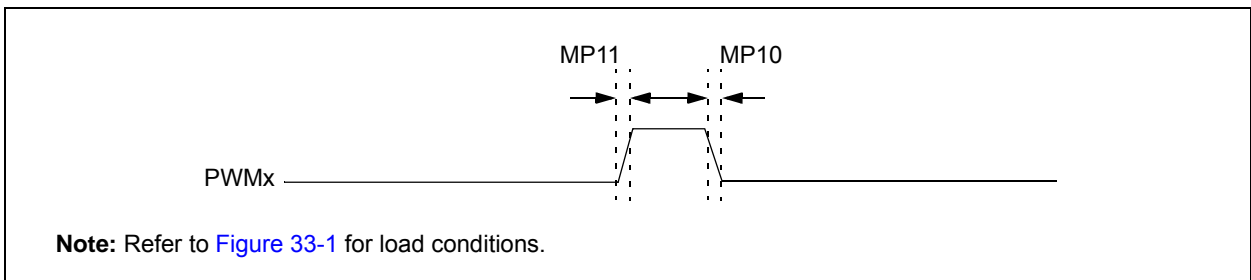 MP11 MP10
PWMx
Note: Refer to Figure 33-1 for load conditions.